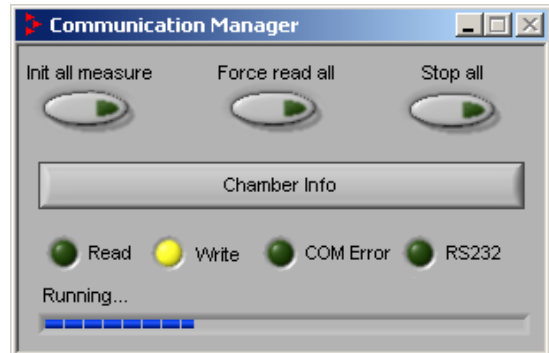 Communication Manager
Init all measure Force read all Stop all
Chamber Info
Read Write COM Error RS232
Running...